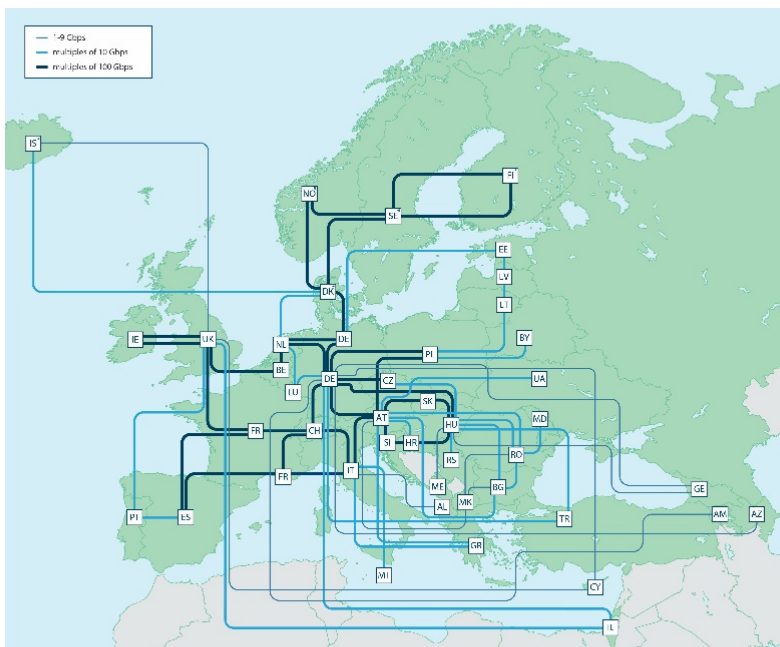 1-9 Gbps
multiples of 10 Gbps
multiples of 100 Gbps
IS
NO
FI
SE
EE
LV
DK
LT
IE
UK
NL
DE
BY
PL
BE
DE
CZ
UA
LU
SK
AT
MD
FR
CH
HU
SI
HR
RO
RS
IT
FR
ME
BG
GE
MK
AL
PT
ES
TR
AM
AZ
GR
MT
CY
IL